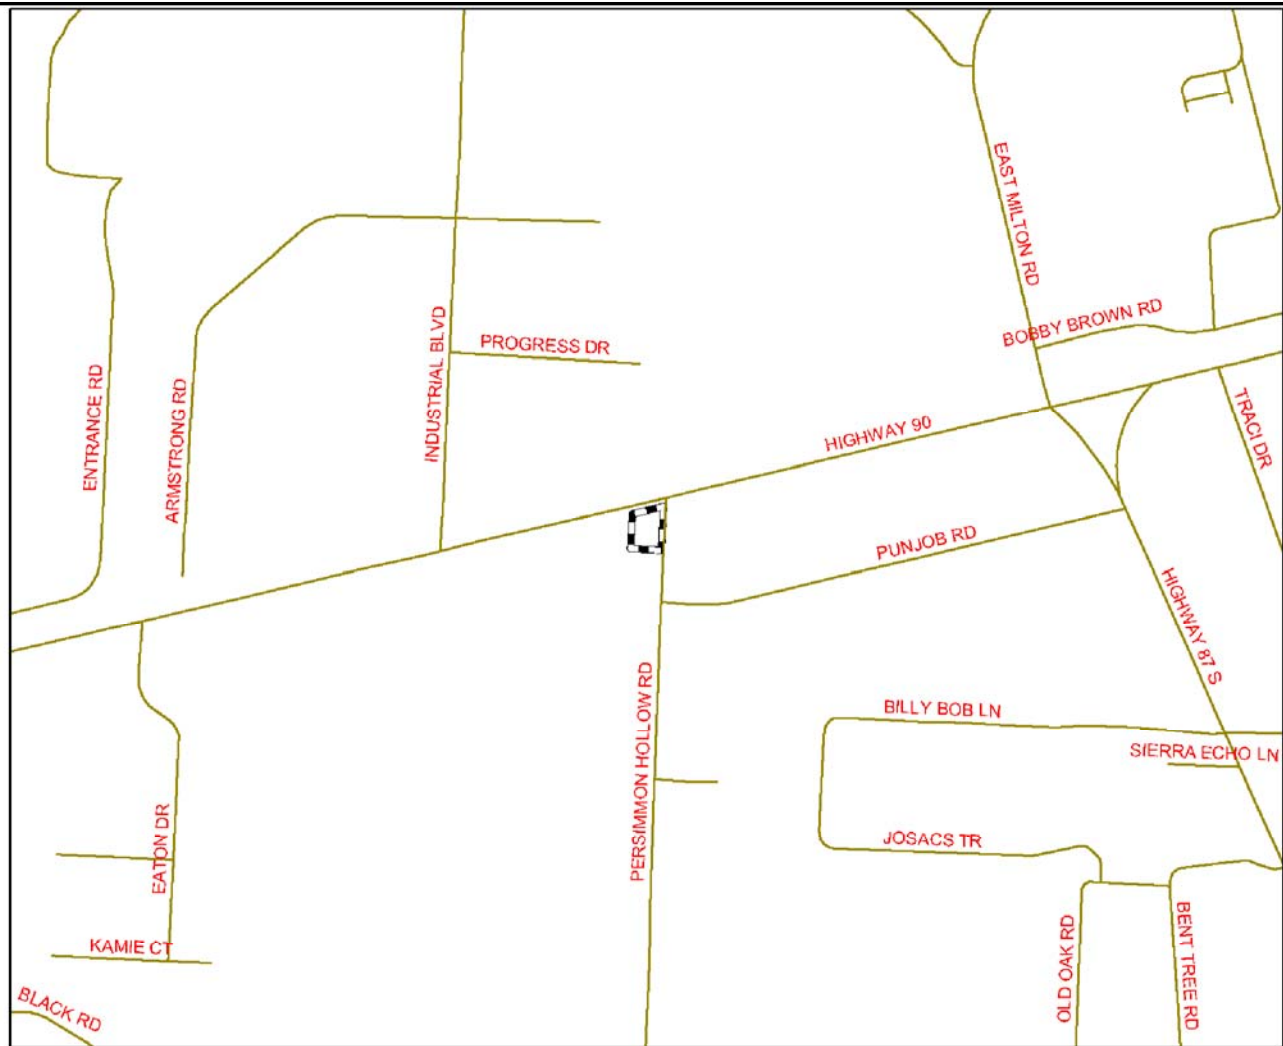 EAST MILTON RD
BOBBY BROWN RD
INDUSTRIAL BLVD
PROGRESS DR
ENTRANCE RD
ARMSTRONG RD
HIGHWAY 90
TRACI DR
PUNJOB RD
HIGHWAY 87 S
PERSIMMON HOLLOW RD
BILLY BOB LN
SIERRA ECHO LN
EATON DR
JOSACS TR
KAMIE CT
OLD OAK RD
BENT TREE RD
BLACK RD